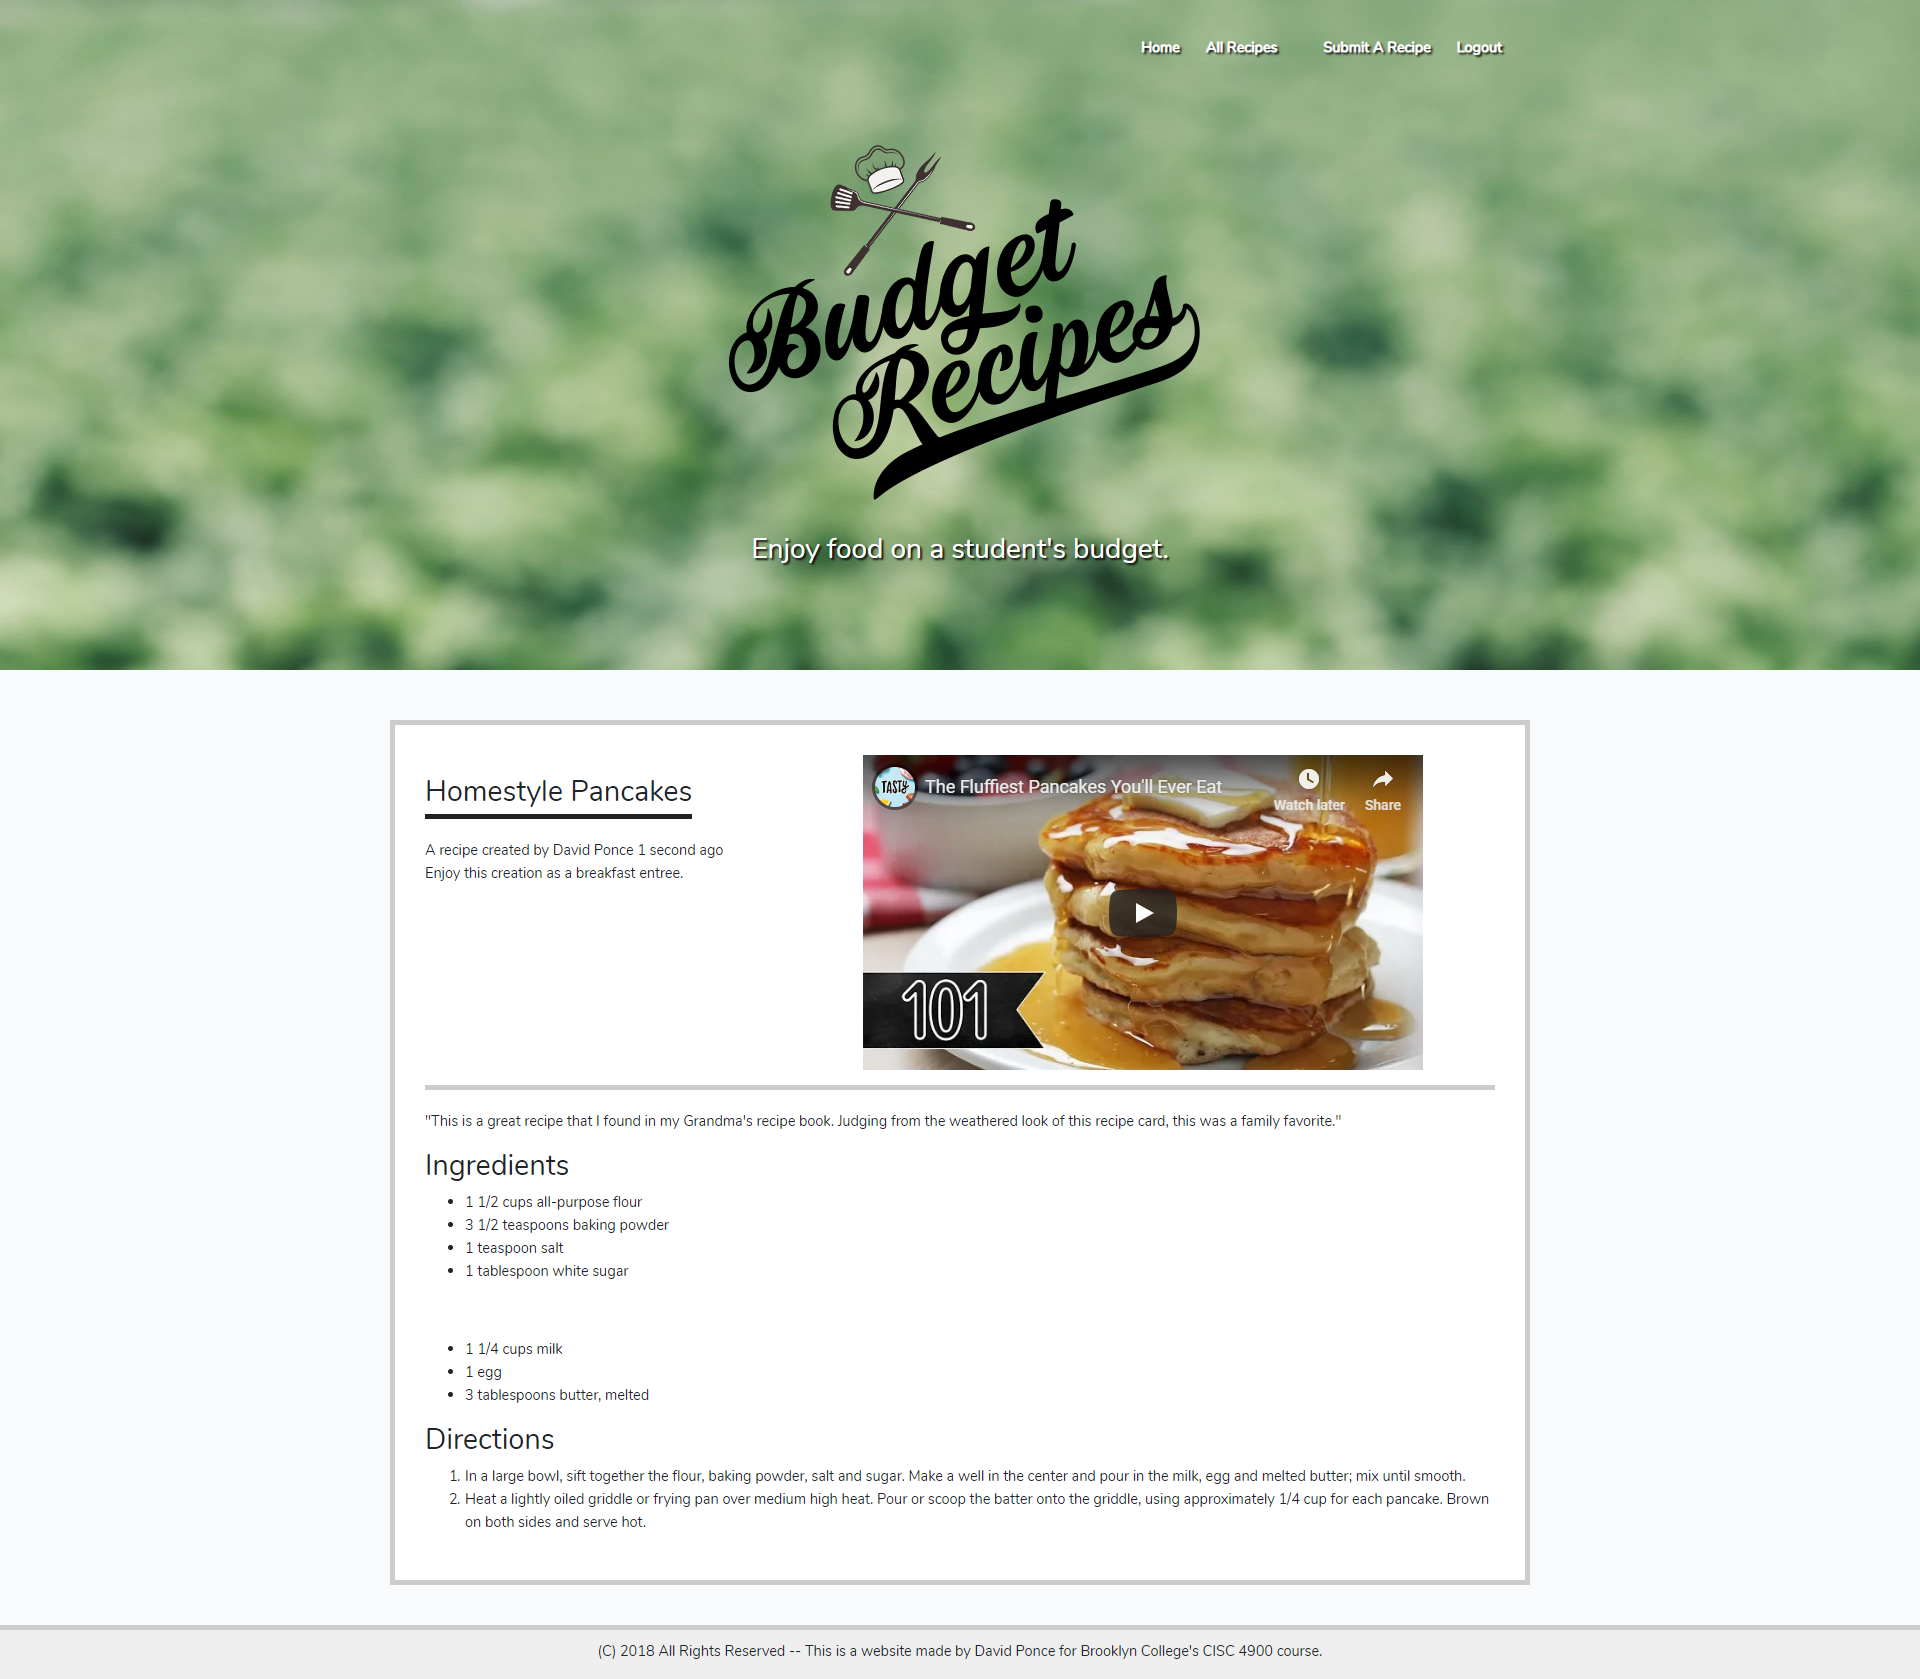 Home All Recipes Submit A Recipe Logout
Budget
Recipes
Enjoy food on a student's budget.
Homestyle Pancakes
A recipe created by David Ponce 1 second ago
Enjoy this creation as a breakfast entree.
TASTY
The Fluffiest Pancakes You'll Ever Eat
Watch later Share
101
"This is a great recipe that I found in my Grandma's recipe book. Judging from the weathered look of this recipe card, this was a family favorite."
Ingredients
• 1 1/2 cups all-purpose flour
• 3 1/2 teaspoons baking powder
• 1 teaspoon salt
• 1 tablespoon white sugar
• 1 1/4 cups milk
• 1 egg
• 3 tablespoons butter, melted
Directions
1. In a large bowl, sift together the flour, baking powder, salt and sugar. Make a well in the center and pour in the milk, egg and melted butter; mix until smooth.
2. Heat a lightly oiled griddle or frying pan over medium high heat. Pour or scoop the batter onto the griddle, using approximately 1/4 cup for each pancake. Brown
on both sides and serve hot.
(C) 2018 All Rights Reserved -- This is a website made by David Ponce for Brooklyn College's CISC 4900 course.